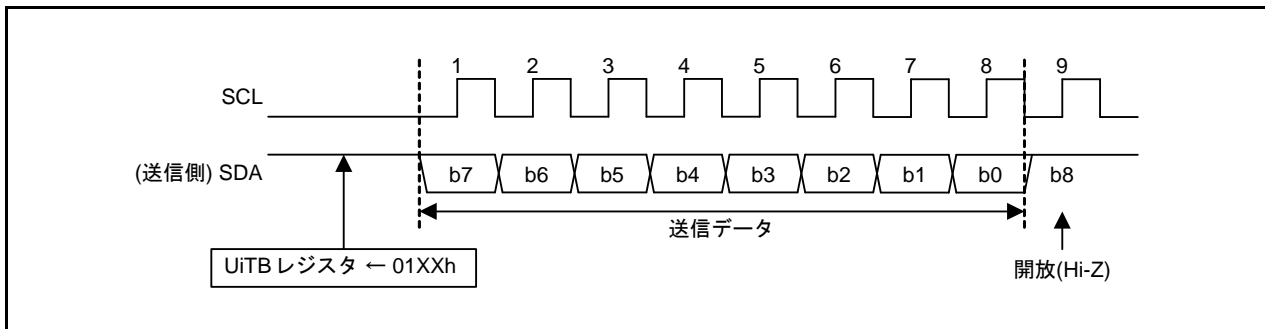 1 2 3 4 5 6 7 8 9
SCL
(送信側) SDA
b7 b6 b5 b4 b3 b2 b1 b0 b8
送信データ
UiTB レジスタ ← 01XXh
開放(Hi-Z)